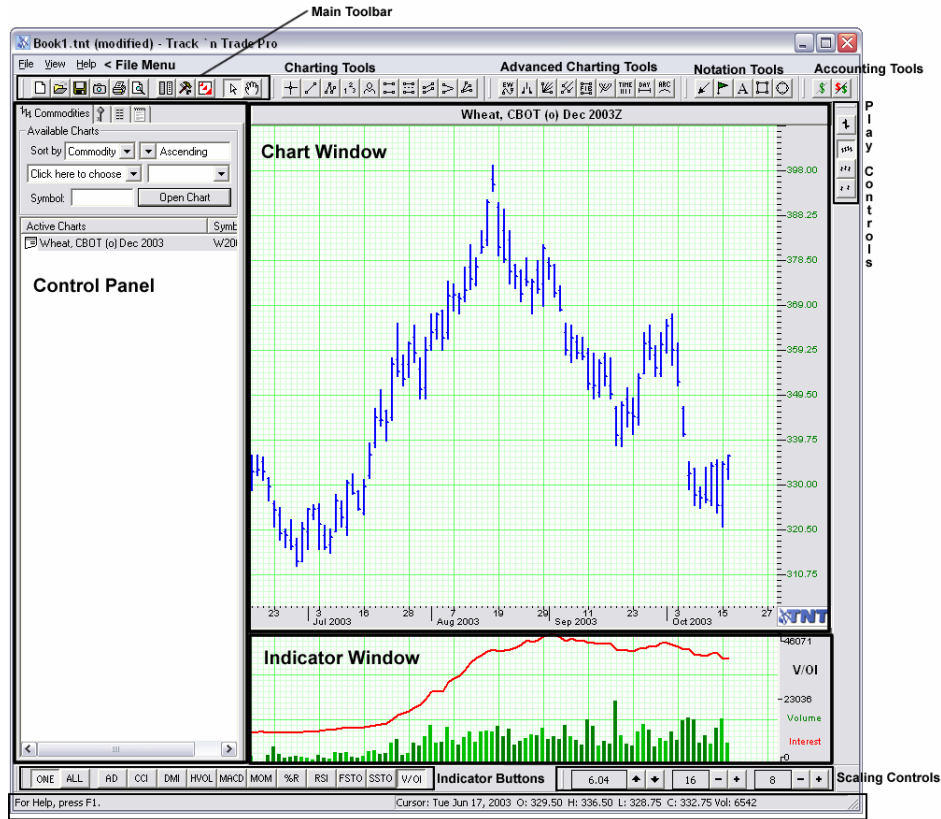 Main Toolbar
Book1.tnt (modified) - Track `n Trade Pro
File View Help < File Menu
Charting Tools
Advanced Charting Tools
Notation Tools
Accounting Tools
Commodities
Available Charts
Sort by Commodity Ascending
Click here to choose
Symbol: Open Chart
Active Charts Symb
Wheat, CBOT (o) Dec 2003 W20
Control Panel
Wheat, CBOT (o) Dec 2003Z
Chart Window
398.00
388.25
378.50
369.00
359.25
349.50
339.75
330.00
320.50
310.75
23 3 16 28 7 19 29 11 23 3 15 27
Jul 2003 Aug 2003 Sep 2003 Oct 2003
TNT
Play Controls
Indicator Window
46071
V/OI
23036
Volume
Interest
0
ONE ALL AD CCI DMI HVOL MACD MOM %R RSI FSTO SSTO V/OI
Indicator Buttons
6.04 16 - + 8 - +
Scaling Controls
For Help, press F1.
Cursor: Tue Jun 17, 2003 O: 329.50 H: 336.50 L: 328.75 C: 332.75 Vol: 6542